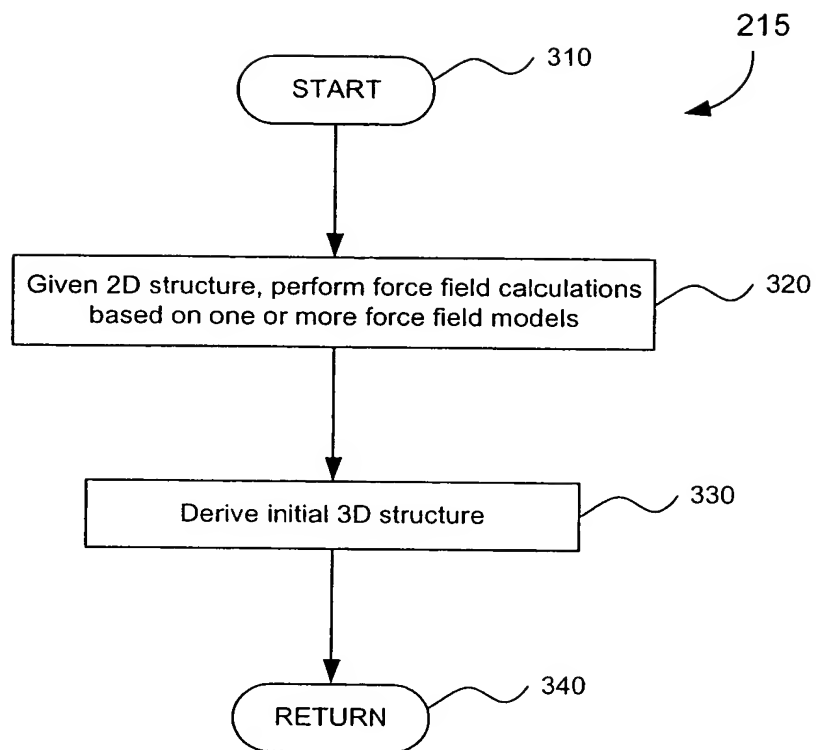 215
START
310
Given 2D structure, perform force field calculations
based on one or more force field models
320
Derive initial 3D structure
330
RETURN
340